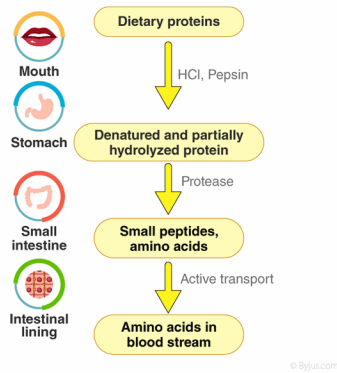 Dietary proteins
Mouth
HCl, Pepsin
Stomach
Denatured and partially
hydrolyzed protein
Protease
Small
intestine
Small peptides,
amino acids
Active transport
Intestinal
lining
Amino acids in
blood stream
© Byjus.com